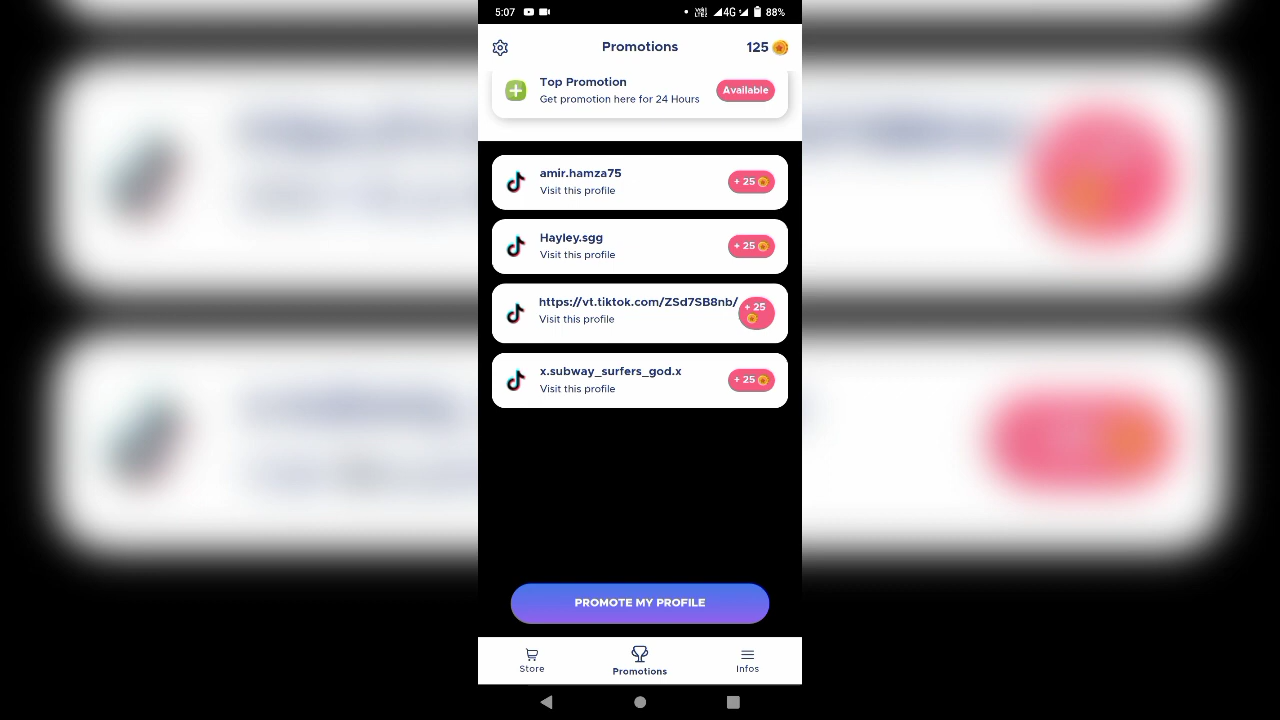 5:07
4G 88%
Promotions
125
Top Promotion
Get promotion here for 24 Hours
Available
amir.hamza75
Visit this profile
+ 25
Hayley.sgg
Visit this profile
+ 25
https://vt.tiktok.com/ZSd7SB8nb/
Visit this profile
+ 25
x.subway_surfers_god.x
Visit this profile
+ 25
PROMOTE MY PROFILE
Store
Promotions
Infos